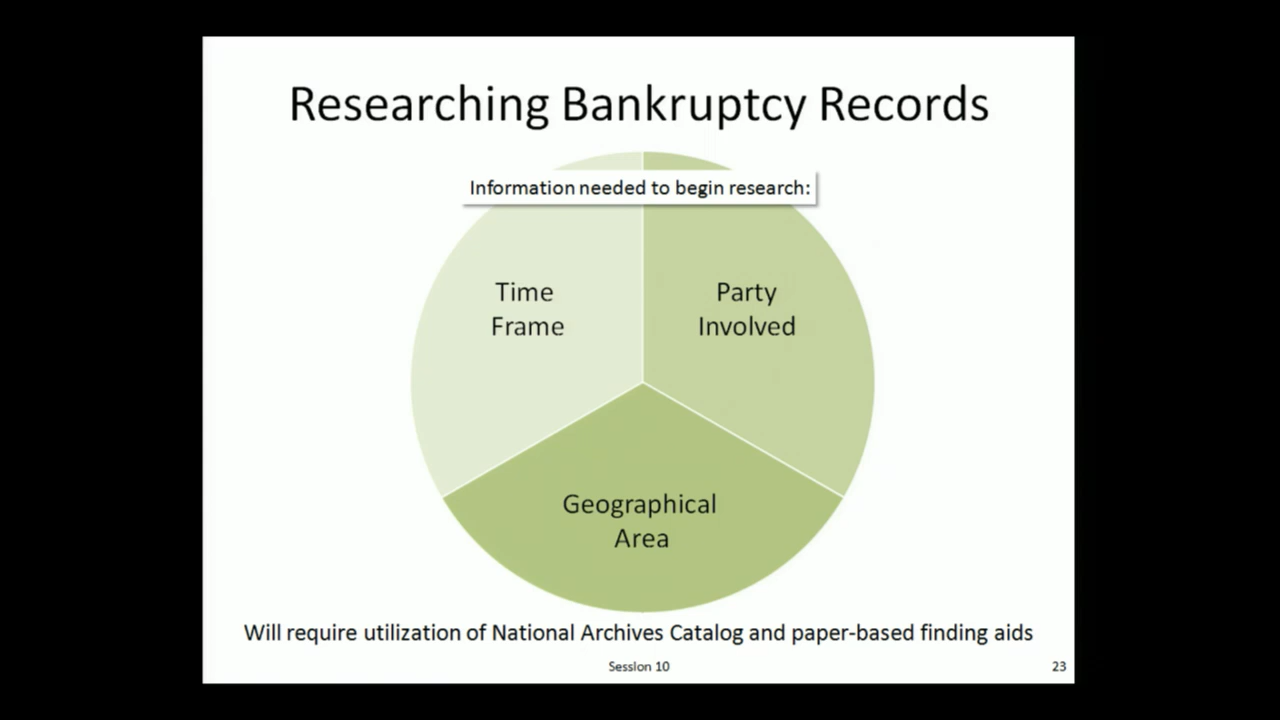 Researching Bankruptcy Records
Information needed to begin research:
Time
Frame
Party
Involved
Geographical
Area
Will require utilization of National Archives Catalog and paper-based finding aids
Session 10
23